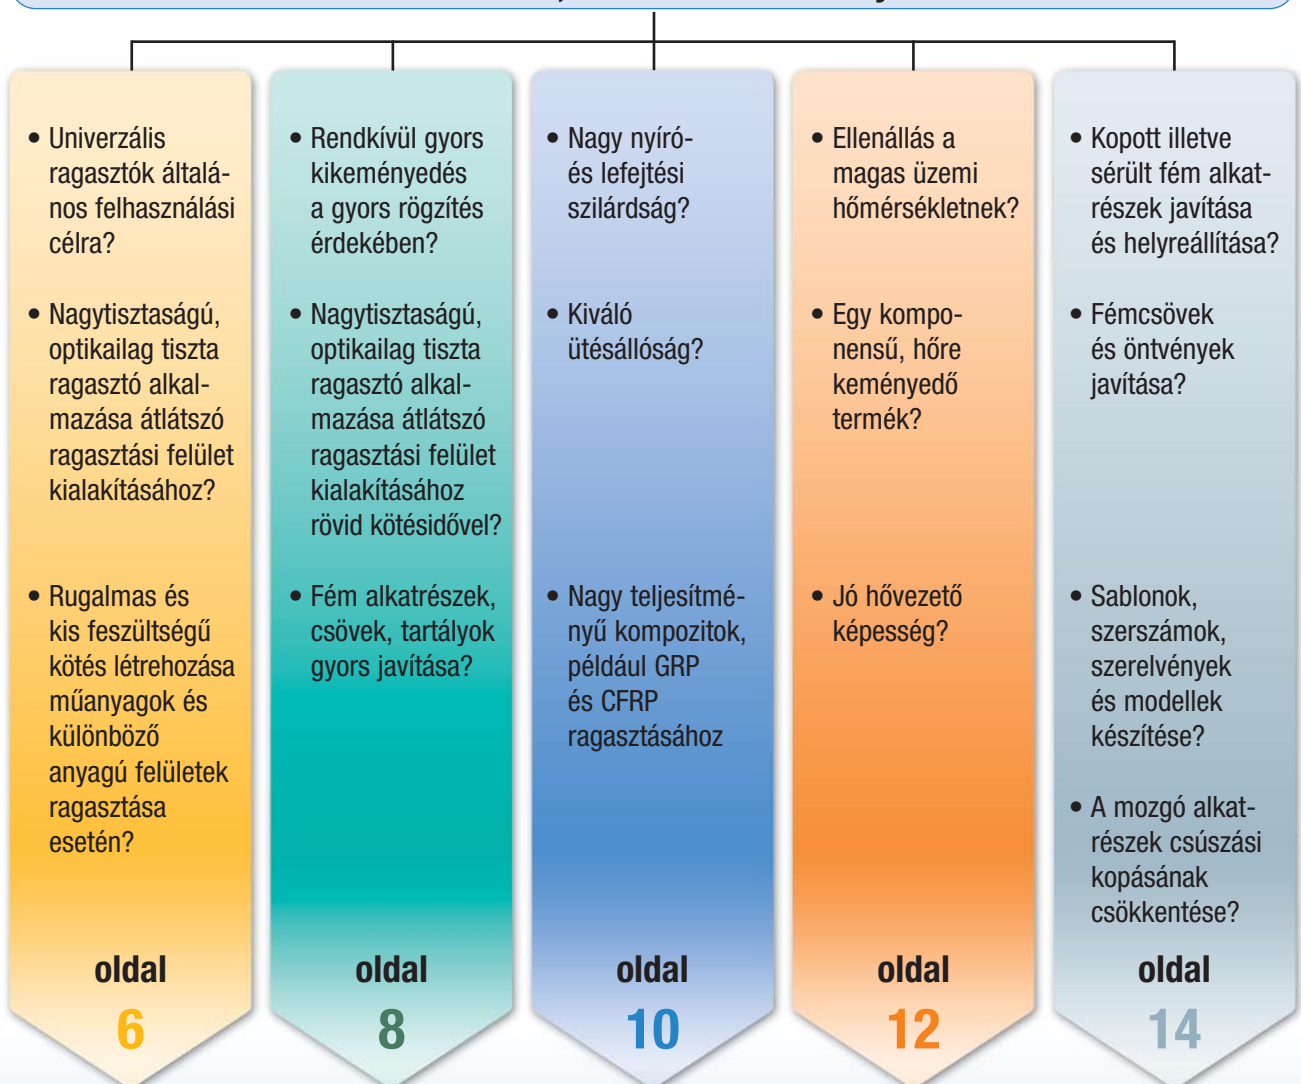 • Univerzális
ragasztók általá-
nos felhasználási
célra?
• Nagytisztaságú,
optikailag tiszta
ragasztó alkal-
mazása átlátszó
ragasztási felület
kialakításához?
• Rugalmas és
kis feszültségű
kötés létrehozása
műanyagok és
különböző
anyagú felületek
ragasztása
esetén?
oldal
6
• Rendkívül gyors
kikeményedés
a gyors rögzítés
érdekében?
• Nagytisztaságú,
optikailag tiszta
ragasztó alkal-
mazása átlátszó
ragasztási felület
kialakításához
rövid kötésidővel?
• Fém alkatrészek,
csövek, tartályok
gyors javítása?
oldal
8
• Nagy nyíró-
és lefejtési
szilárdság?
• Kiváló
ütésállóság?
• Nagy teljesítmé-
nyű kompozitok,
például GRP
és CFRP
ragasztásához
oldal
10
• Ellenállás a
magas üzemi
hőmérsékletnek?
• Egy kompo-
nensű, hőre
keményedő
termék?
• Jó hővezető
képesség?
oldal
12
• Kopott illetve
sérült fém alkat-
részek javítása
és helyreállítása?
• Fémcsövek
és öntvények
javítása?
• Sablonok,
szerszámok,
szerelvények
és modellek
készítése?
• A mozgó alkat-
részek csúszási
kopásának
csökkentése?
oldal
14